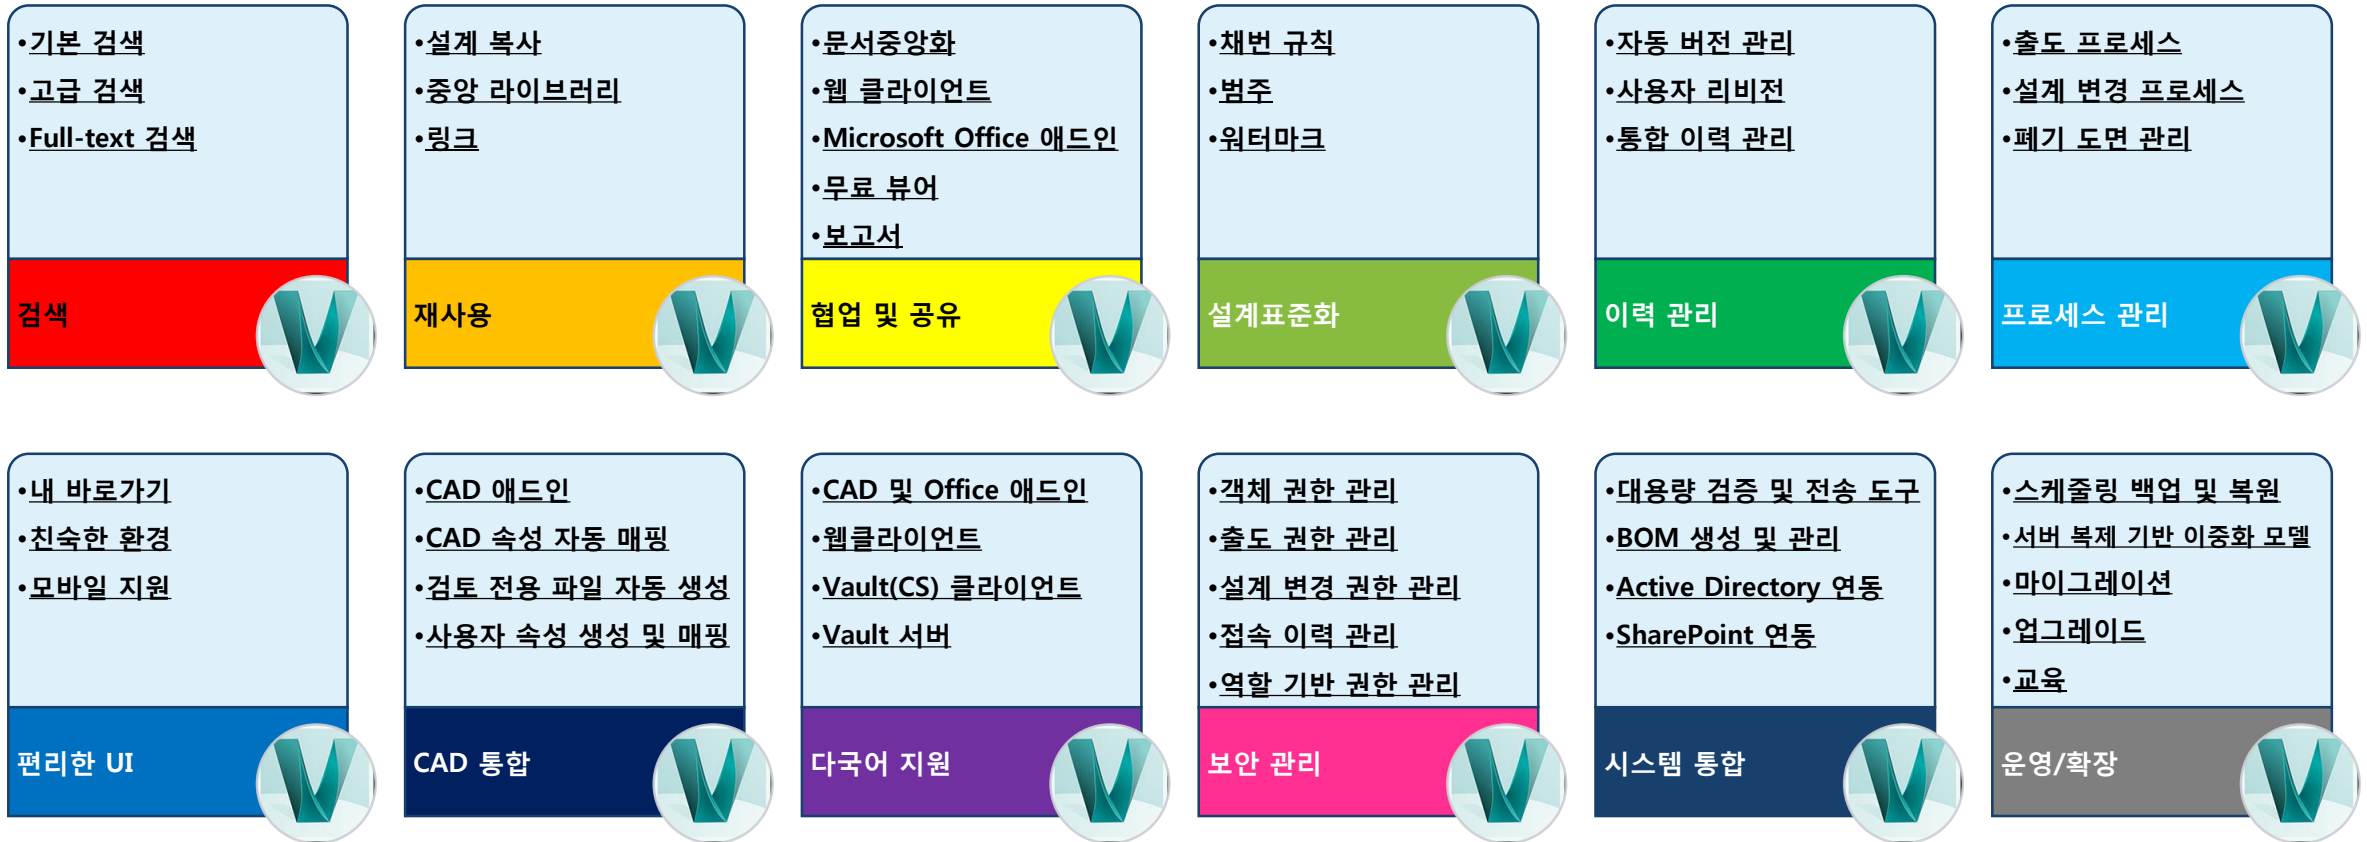 •기본 검색
•고급 검색
•Full-text 검색
검색
•설계 복사
•중앙 라이브러리
•링크
재사용
•문서중앙화
•웹 클라이언트
•Microsoft Office 애드인
•무료 뷰어
•보고서
협업 및 공유
•채번 규칙
•범주
•워터마크
설계표준화
•자동 버전 관리
•사용자 리비전
•통합 이력 관리
이력 관리
•출도 프로세스
•설계 변경 프로세스
•폐기 도면 관리
프로세스 관리
•내 바로가기
•친숙한 환경
•모바일 지원
편리한 UI
•CAD 애드인
•CAD 속성 자동 매핑
•검토 전용 파일 자동 생성
•사용자 속성 생성 및 매핑
CAD 통합
•CAD 및 Office 애드인
•웹클라이언트
•Vault(CS) 클라이언트
•Vault 서버
다국어 지원
•객체 권한 관리
•출도 권한 관리
•설계 변경 권한 관리
•접속 이력 관리
•역할 기반 권한 관리
보안 관리
•대용량 검증 및 전송 도구
•BOM 생성 및 관리
•Active Directory 연동
•SharePoint 연동
시스템 통합
•스케줄링 백업 및 복원
•서버 복제 기반 이중화 모델
•마이그레이션
•업그레이드
•교육
운영/확장